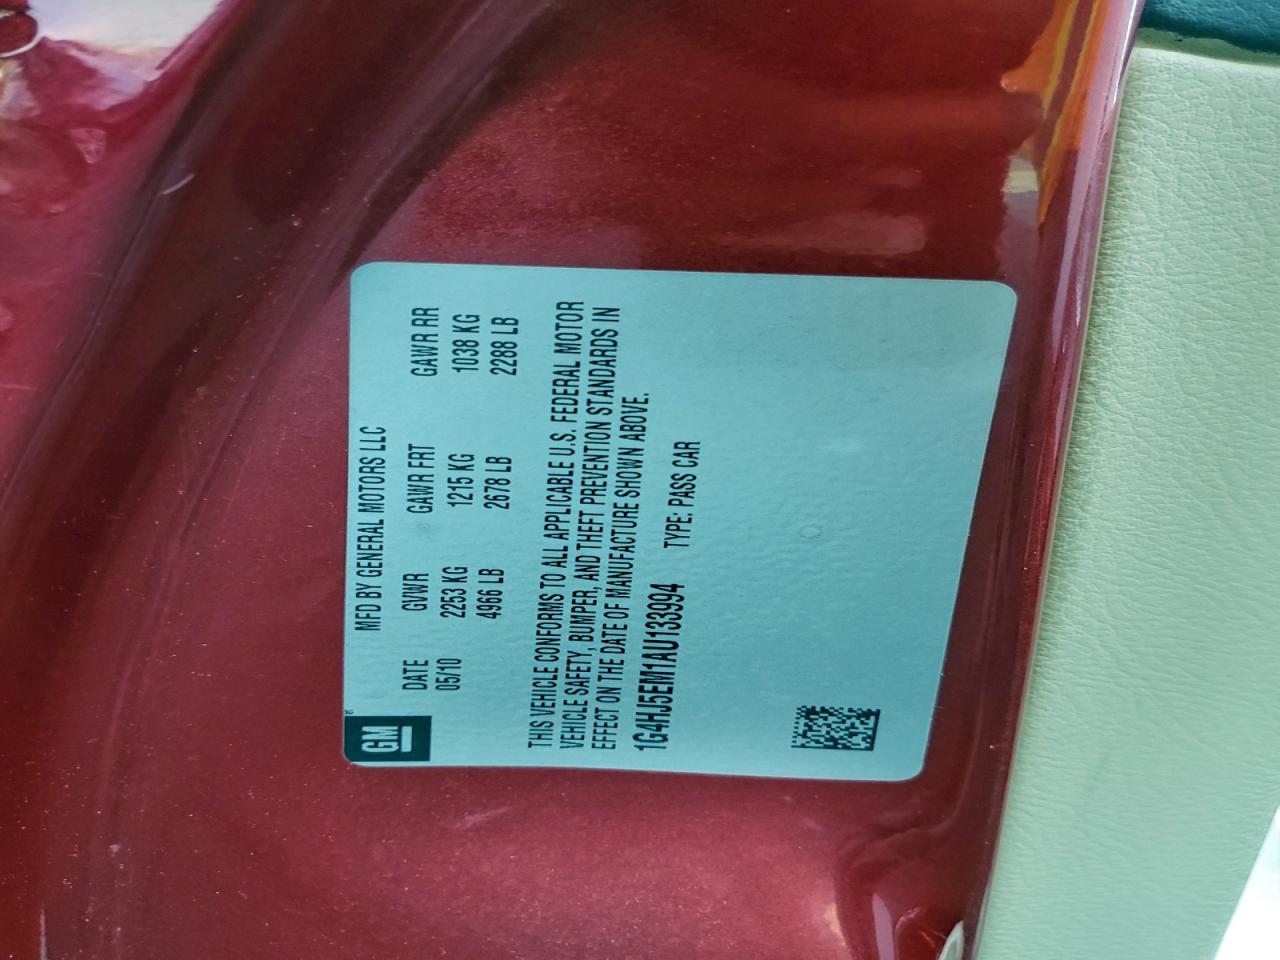 GM
MFD BY GENERAL MOTORS LLC
DATE GVWR GAWR FRT GAWR RR
05/10 2253 KG 1215 KG 1038 KG
4966 LB 2678 LB 2288 LB
THIS VEHICLE CONFORMS TO ALL APPLICABLE U.S. FEDERAL MOTOR
VEHICLE SAFETY, BUMPER, AND THEFT PREVENTION STANDARDS IN
EFFECT ON THE DATE OF MANUFACTURE SHOWN ABOVE.
1G4HJ5EM1AU133994 TYPE: PASS CAR